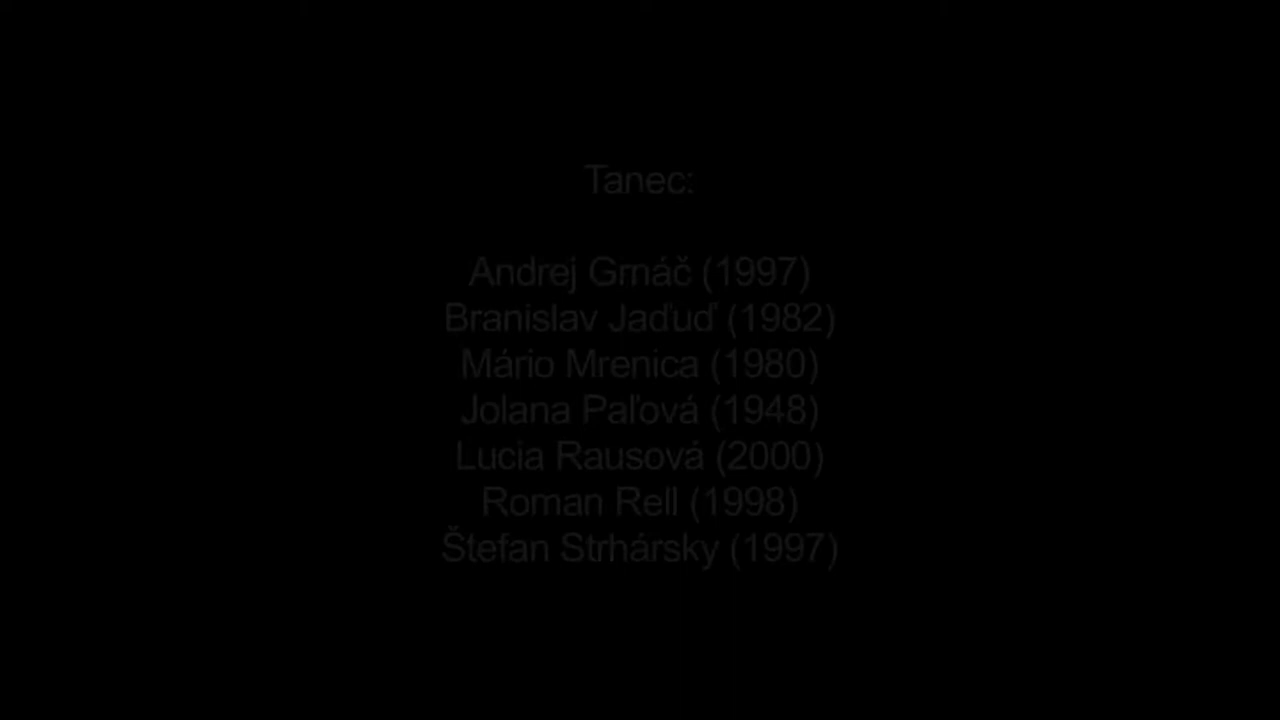 Tanec:
Andrej Grnáč (1997)
Branislav Jaďuď (1982)
Mário Mrenica (1980)
Jolana Paľová (1948)
Lucia Rausová (2000)
Roman Rell (1998)
Štefan Strhársky (1997)